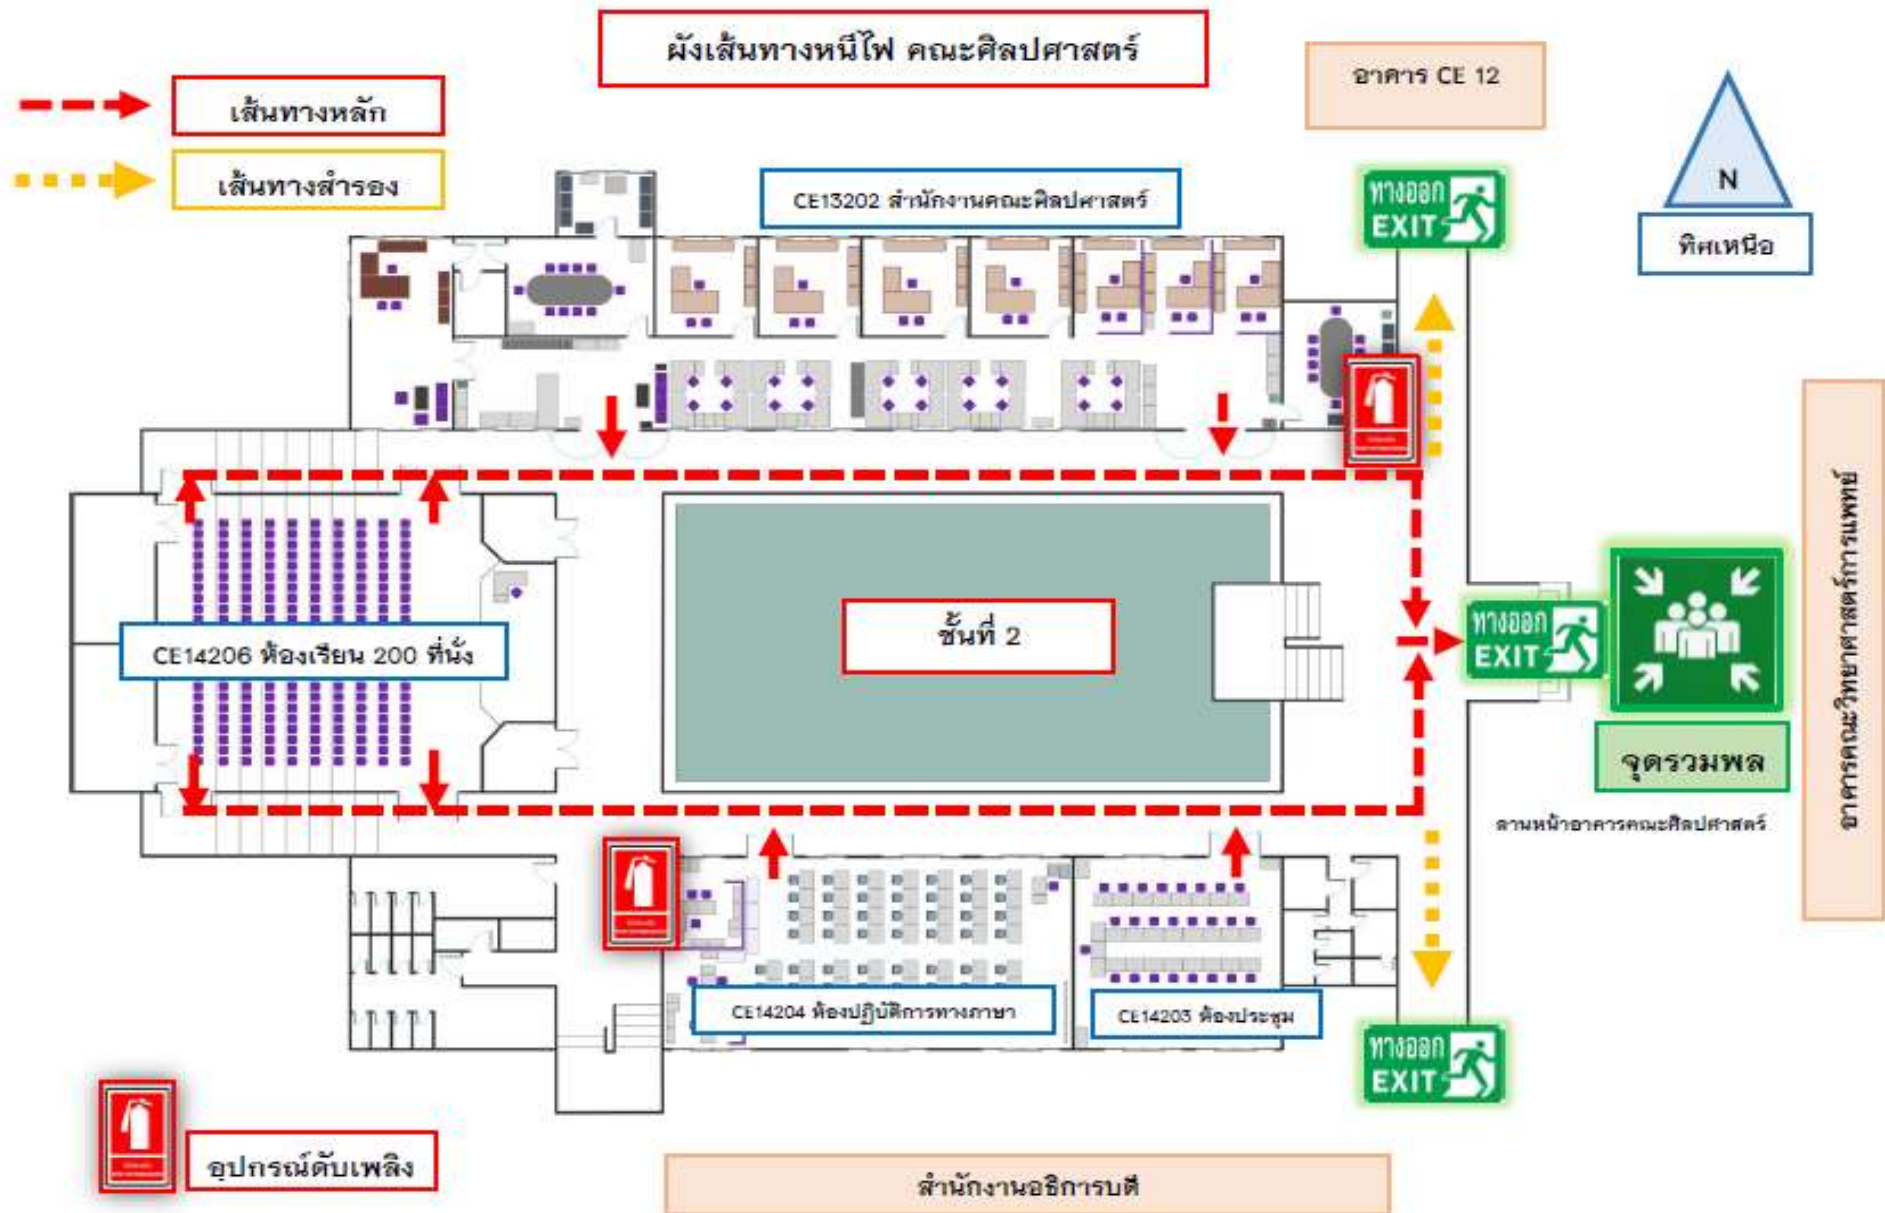 ผังเส้นทางหนีไฟ คณะศิลปศาสตร์
อาคาร CE 12
เส้นทางหลัก
เส้นทางสำรอง
CE13202 สำนักงานคณะศิลปศาสตร์
ทางออก
EXIT
N
ทิศเหนือ
CE14206 ห้องเรียน 200 ที่นั่ง
ชั้นที่ 2
ทางออก
EXIT
จุดรวมพล
ลานหน้าอาคารคณะศิลปศาสตร์
อาคารคณะวิทยาศาสตร์การแพทย์
CE14204 ห้องปฏิบัติการทางภาษา
CE14203 ห้องประชุม
ทางออก
EXIT
อุปกรณ์ดับเพลิง
สำนักงานอธิการบดี